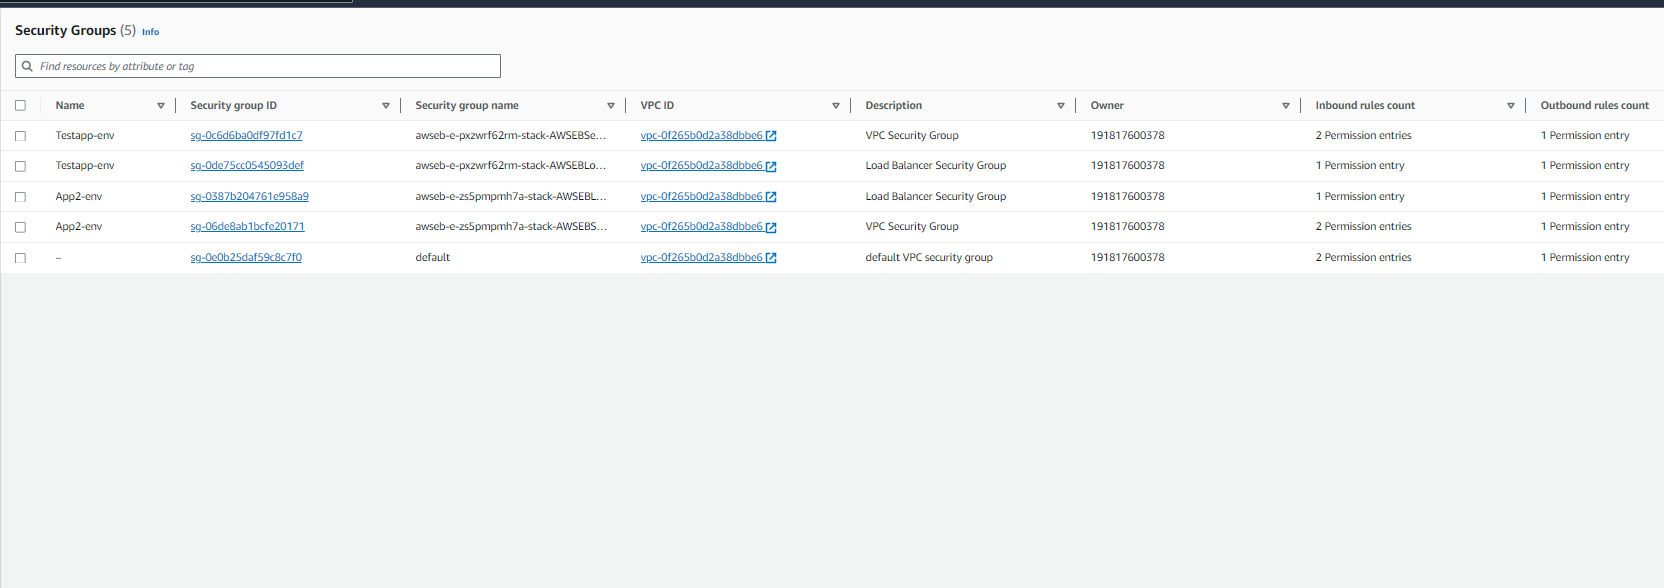 Security Groups (5) Info
Find resources by attribute or tag
Name Security group ID Security group name VPC ID Description Owner Inbound rules count Outbound rules count
Testapp-env sg-0c6d6ba0df97fd1c7 awseb-e-pxzwrf62rm-stack-AWSEBSe... vpc-0f265b0d2a38dbbe6 VPC Security Group 191817600378 2 Permission entries 1 Permission entry
Testapp-env sg-0de75cc0545093def awseb-e-pxzwrf62rm-stack-AWSEBLo... vpc-0f265b0d2a38dbbe6 Load Balancer Security Group 191817600378 1 Permission entry 1 Permission entry
App2-env sg-0387b204761e958a9 awseb-e-zs5pmpmh7a-stack-AWSEBL... vpc-0f265b0d2a38dbbe6 Load Balancer Security Group 191817600378 1 Permission entry 1 Permission entry
App2-env sg-06de8ab1bcfe20171 awseb-e-zs5pmpmh7a-stack-AWSEBS... vpc-0f265b0d2a38dbbe6 VPC Security Group 191817600378 2 Permission entries 1 Permission entry
– sg-0e0b25daf59c8c7f0 default vpc-0f265b0d2a38dbbe6 default VPC security group 191817600378 2 Permission entries 1 Permission entry